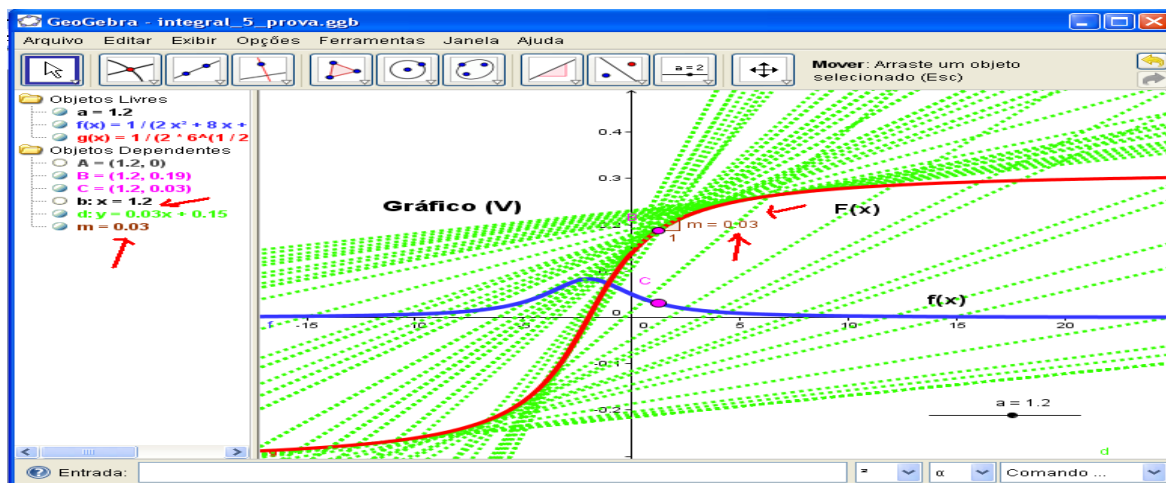 GeoGebra - integral_5_prova.ggb
Arquivo Editar Exibir Opções Ferramentas Janela Ajuda
a=2
Mover: Arraste um objeto
selecionado (Esc)
Objetos Livres
a = 1.2
f(x) = 1 / (2 x² + 8 x +
g(x) = 1 / (2 * 6^(1 / 2
Objetos Dependentes
A = (1.2, 0)
B = (1.2, 0.19)
C = (1.2, 0.03)
b: x = 1.2
d: y = 0.03x + 0.15
m = 0.03
0.4
0.3
Gráfico (V)
F(x)
m = 0.03
1
C
f(x)
f
-15 -10 -5 0 5 10 15 20
-0.1
-0.2
a = 1.2
d
Entrada:
α
Comando ...